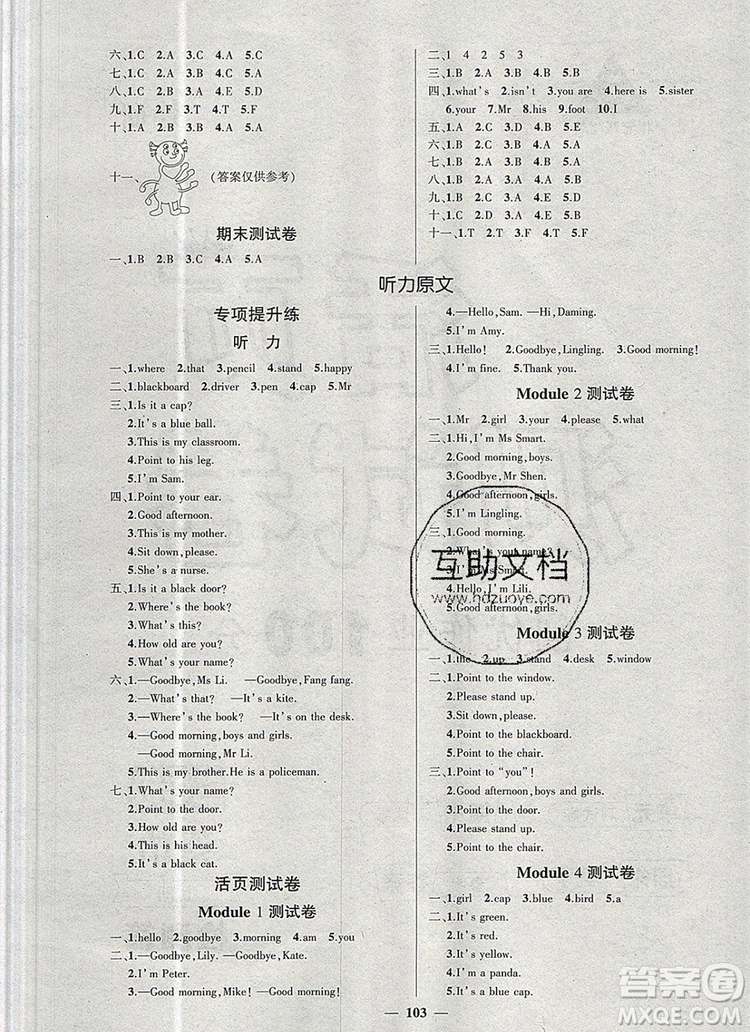 六、1.C 2.A 3.C 4.A 5.C
七、1.C 2.B 3.C 4.A 5.B
八、1.C 2.B 3.A 4.E 5.D
九、1.F 2.F 3.T 4.T 5.F
十、1.A 2.B 3.B 4.A 5.A
十一、 (答案仅供参考)
期末测试卷
一、1.B 2.B 3.C 4.A 5.A
二、1 4 2 5 3
三、1.B 2.B 3.A 4.B 5.A
四、1.what's 2.isn't 3.you are 4.here is 5.sister
6.your 7.Mr 8.his 9.foot 10.I
五、1.A 2.C 3.D 4.B 5.E
六、1.C 2.B 3.B 4.A 5.C
七、1.C 2.C 3.B 4.A 5.B
八、1.A 2.B 3.A 4.B 5.B
九、1.B 2.C 3.A 4.E 5.D
十、1.C 2.D 3.A 4.E 5.B
十一、1.T 2.F 3.T 4.F 5.F
听力原文
专项提升练
听 力
一、1.where 2.that 3.pencil 4.stand 5.happy
二、1.blackboard 2.driver 3.pen 4.cap 5.Mr
三、1.Is it a cap?
2.It's a blue ball.
3.This is my classroom.
4.Point to his leg.
5.I'm Sam.
四、1.Point to your ear.
2.Good afternoon.
3.This is my mother.
4.Sit down,please.
5.She's a nurse.
五、1.Is it a black door?
2.Where's the book?
3.What's this?
4.How old are you?
5.What's your name?
六、1.—Goodbye,Ms Li. —Goodbye,Fang fang.
2.—What's that? —It's a kite.
3.—Where's the book? —It's on the desk.
4.—Good morning,boys and girls.
—Good morning,Mr Li.
5.This is my brother.He is a policeman.
七、1.What's your name?
2.Point to the door.
3.How old are you?
4.This is his head.
5.It's a black cat.
活页测试卷
Module 1 测试卷
一、1.hello 2.goodbye 3.morning 4.am 5.you
二、1.—Goodbye,Lily. —Goodbye,Kate.
2.I'm Peter.
3.—Good morning,Mike! —Good morning!
4.—Hello,Sam. —Hi,Daming.
5.I'm Amy.
三、1.Hello! 2.Goodbye,Lingling. 3.Good morning!
4.I'm fine. 5.Thank you.
Module 2 测试卷
一、1.Mr 2.girl 3.your 4.please 5.what
二、1.Hi,I'm Ms Smart.
2.Good morning,boys.
3.Goodbye,Mr Shen.
4.Good afternoon,girls.
5.I'm Lingling.
三、1.Good morning.
2.What's your name?
3.I'm Ms Smart.
4.Hello,I'm Lili.
5.Good afternoon,girls.
互助文档
www.hdzuoye.com
Module 3 测试卷
一、1.the 2.up 3.stand 4.desk 5.window
二、1.Point to the window.
2.Please stand up.
3.Sit down,please.
4.Point to the blackboard.
5.Point to the chair.
三、1.Point to “you”!
2.Good afternoon,boys and girls.
3.Point to the door.
4.Please stand up.
5.Point to the chair.
Module 4 测试卷
一、1.girl 2.cap 3.blue 4.bird 5.a
二、1.It's green.
2.It's red.
3.It's yellow.
4.I'm a panda.
5.It's a blue cap.
— 103 —
答案圈
MXQE.COM